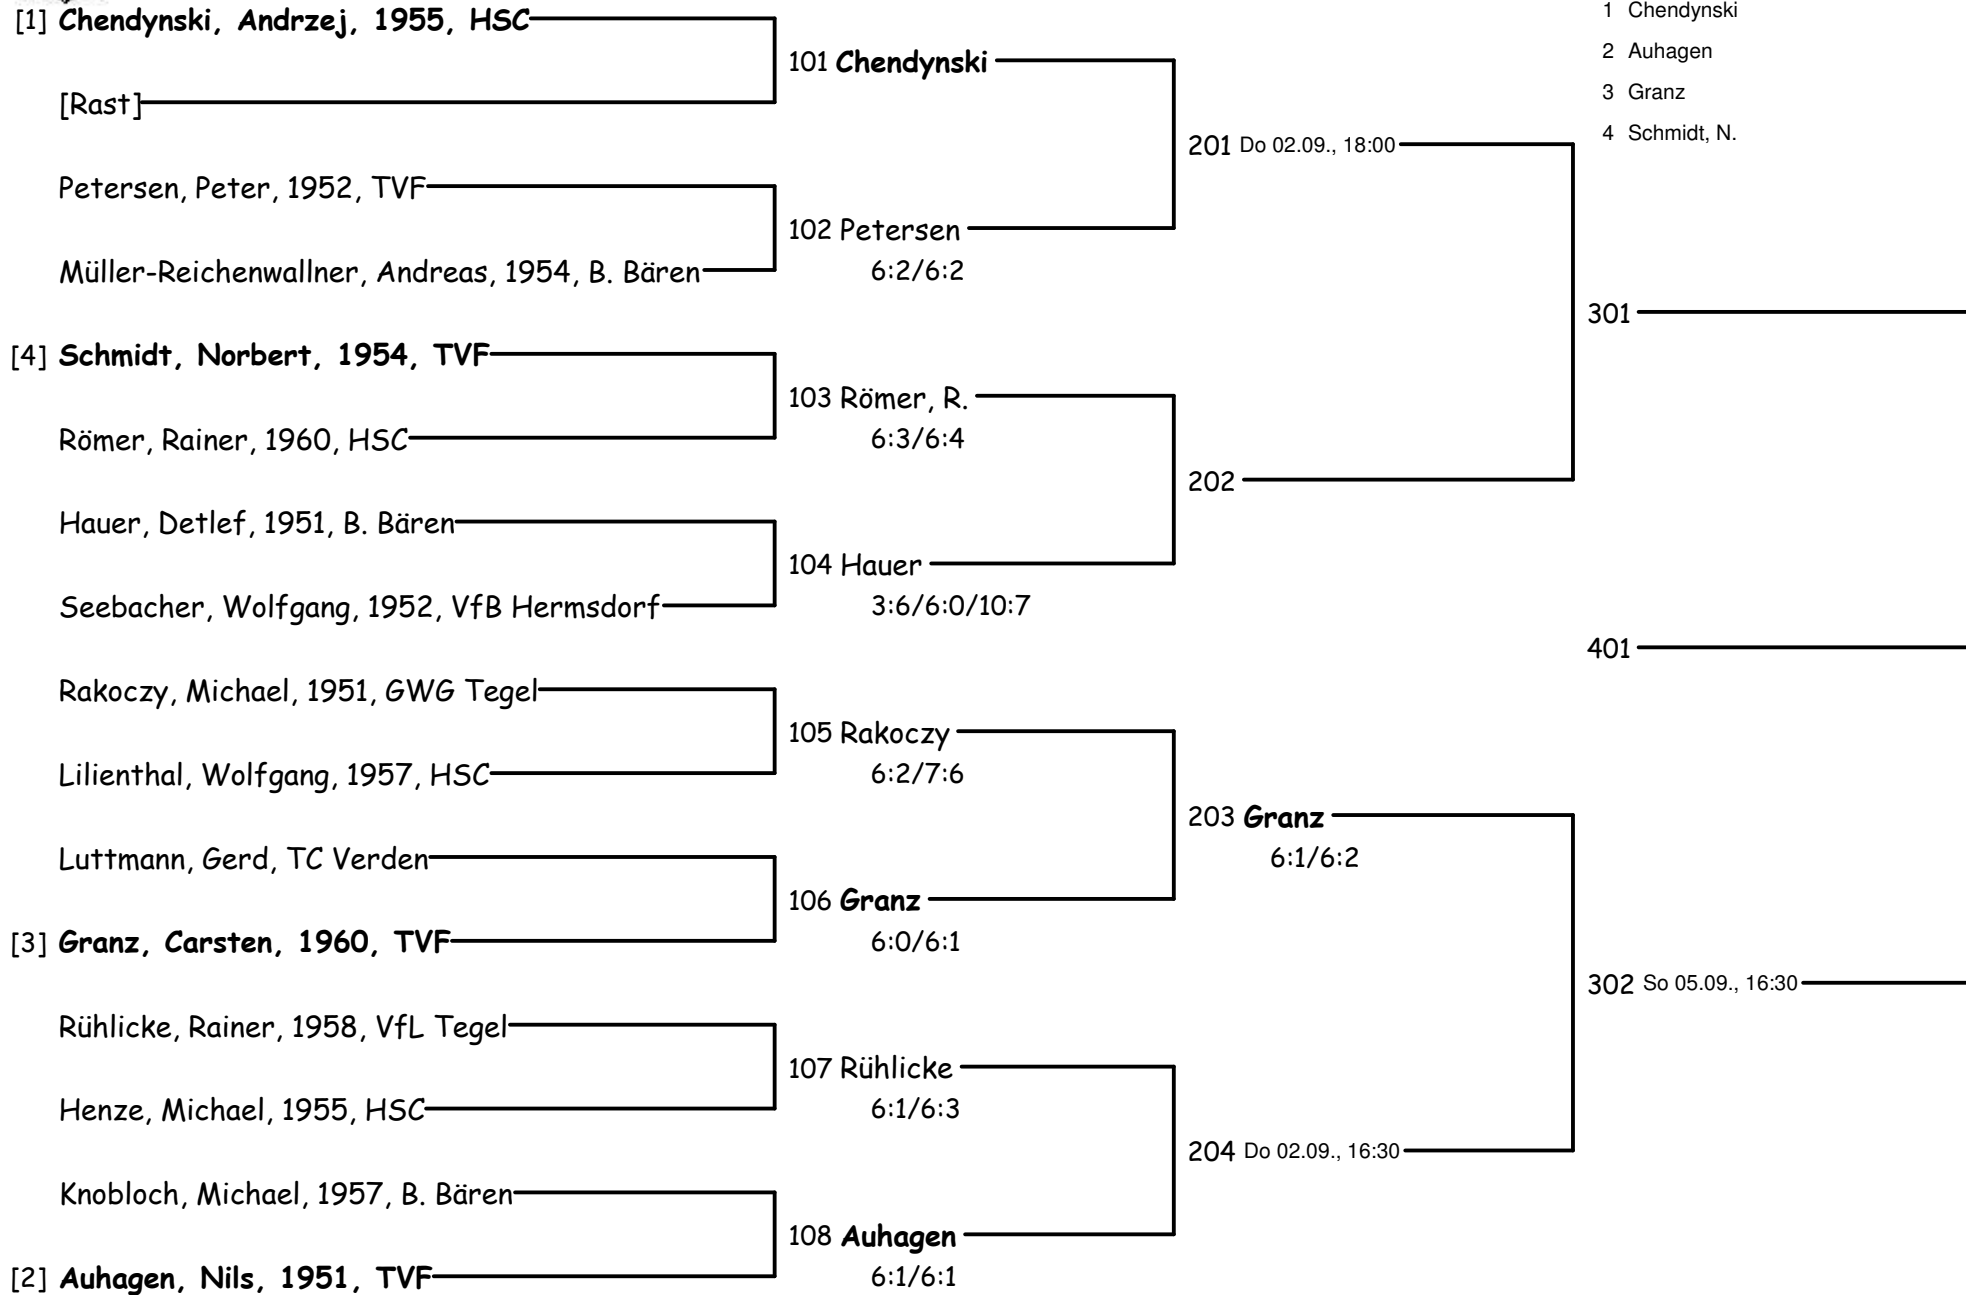 [1] Chendynski, Andrzej, 1955, HSC
[Rast]
Petersen, Peter, 1952, TVF
Müller-Reichenwallner, Andreas, 1954, B. Bären
[4] Schmidt, Norbert, 1954, TVF
Römer, Rainer, 1960, HSC
Hauer, Detlef, 1951, B. Bären
Seebacher, Wolfgang, 1952, VfB Hermsdorf
Rakoczy, Michael, 1951, GWG Tegel
Lilienthal, Wolfgang, 1957, HSC
Luttmann, Gerd, TC Verden
[3] Granz, Carsten, 1960, TVF
Rühlicke, Rainer, 1958, VfL Tegel
Henze, Michael, 1955, HSC
Knobloch, Michael, 1957, B. Bären
[2] Auhagen, Nils, 1951, TVF
101 Chendynski
102 Petersen
6:2/6:2
103 Römer, R.
6:3/6:4
104 Hauer
3:6/6:0/10:7
105 Rakoczy
6:2/7:6
106 Granz
6:0/6:1
107 Rühlicke
6:1/6:3
108 Auhagen
6:1/6:1
201 Do 02.09., 18:00
202
203 Granz
6:1/6:2
204 Do 02.09., 16:30
1 Chendynski
2 Auhagen
3 Granz
4 Schmidt, N.
301
401
302 So 05.09., 16:30